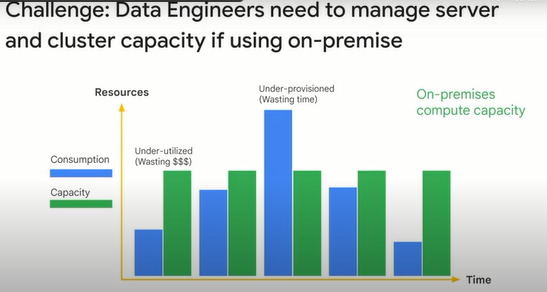 Challenge: Data Engineers need to manage server
and cluster capacity if using on-premise
Resources
Under-provisioned
(Wasting time)
On-premises
compute capacity
Under-utilized
(Wasting $$$)
Consumption
Capacity
Time